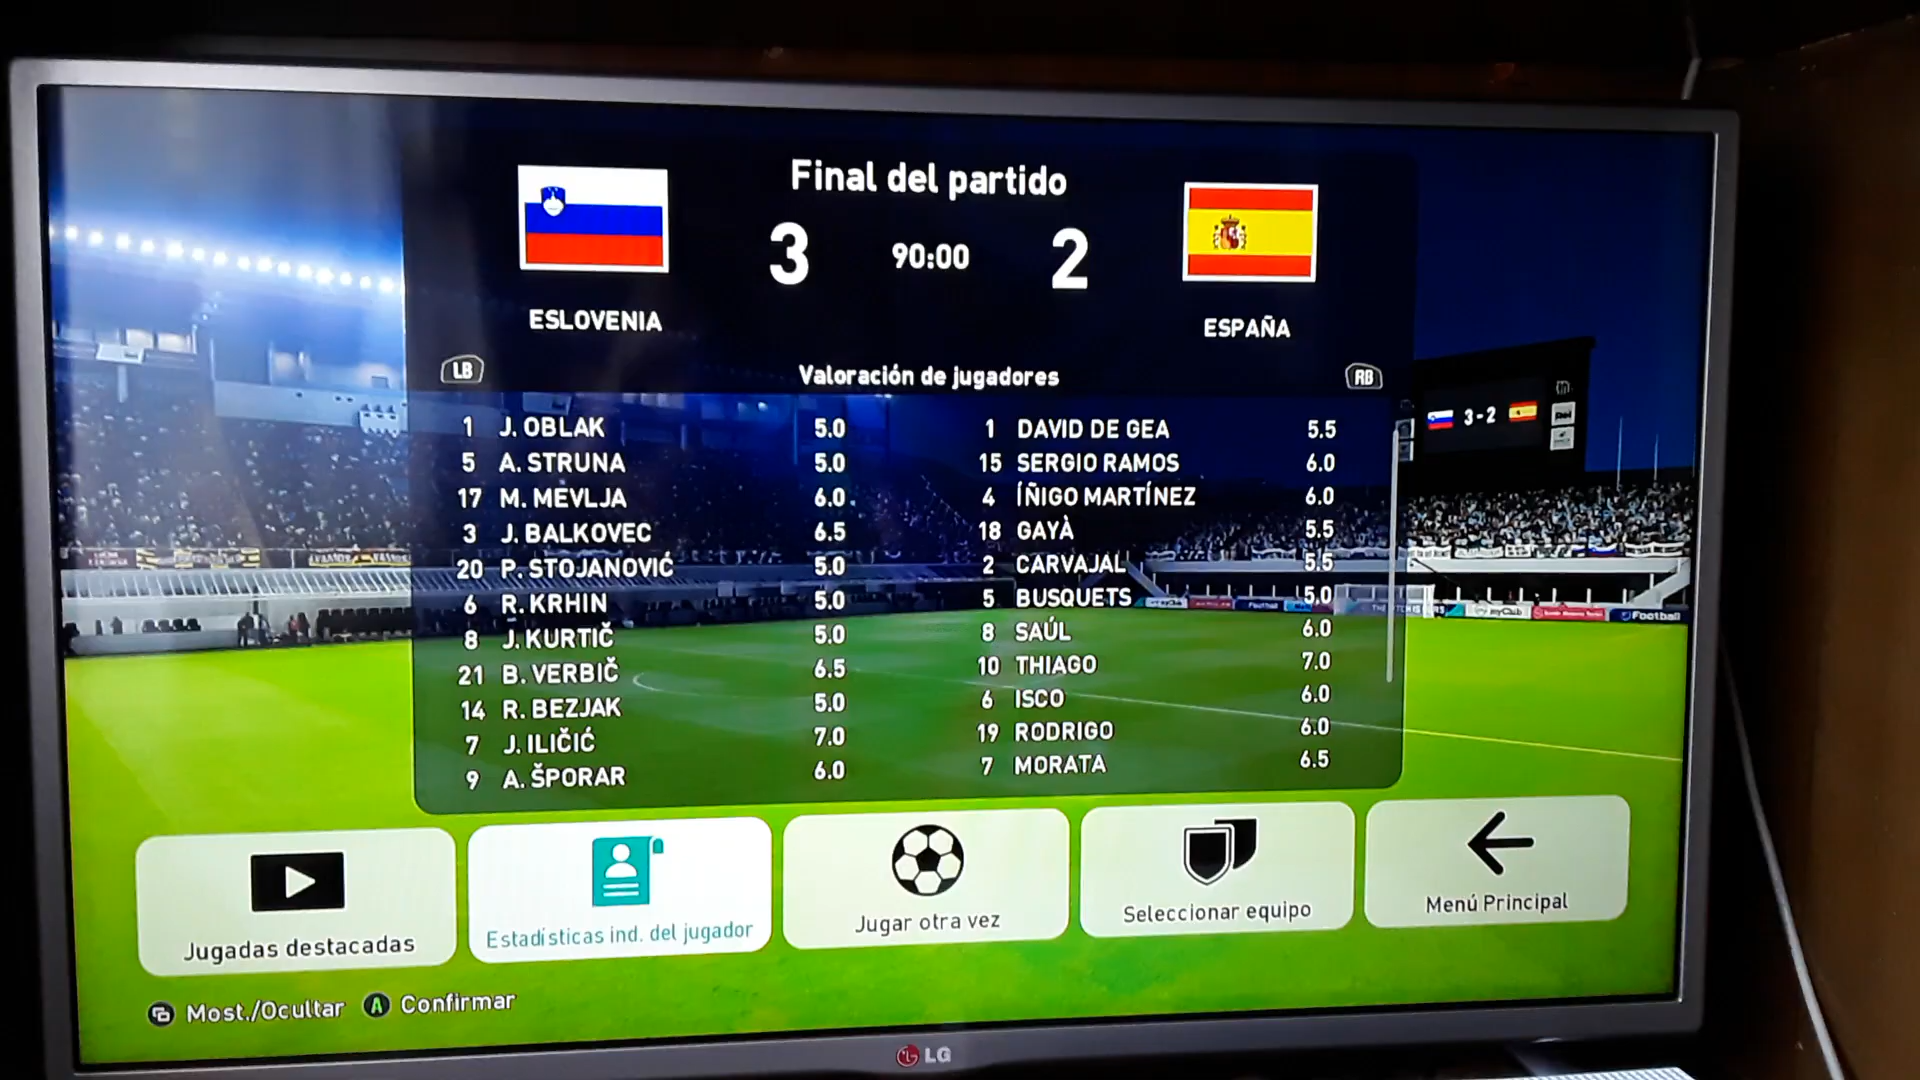 Final del partido
3 90:00 2
ESLOVENIA ESPAÑA
LB Valoración de jugadores RB
1 J. OBLAK 5.0 1 DAVID DE GEA 5.5
5 A. STRUNA 5.0 15 SERGIO RAMOS 6.0
17 M. MEVLJA 6.0 4 ÍÑIGO MARTÍNEZ 6.0
3 J. BALKOVEC 6.5 18 GAYÀ 5.5
20 P. STOJANOVIĆ 5.0 2 CARVAJAL 5.5
6 R. KRHIN 5.0 5 BUSQUETS 5.0
8 J. KURTIČ 5.0 8 SAÚL 6.0
21 B. VERBIČ 6.5 10 THIAGO 7.0
14 R. BEZJAK 5.0 6 ISCO 6.0
7 J. ILIČIĆ 7.0 19 RODRIGO 6.0
9 A. ŠPORAR 6.0 7 MORATA 6.5
3 - 2
myClub
Football
Jugadas destacadas
Estadísticas ind. del jugador
Jugar otra vez
Seleccionar equipo
Menú Principal
Most./Ocultar A Confirmar
LG